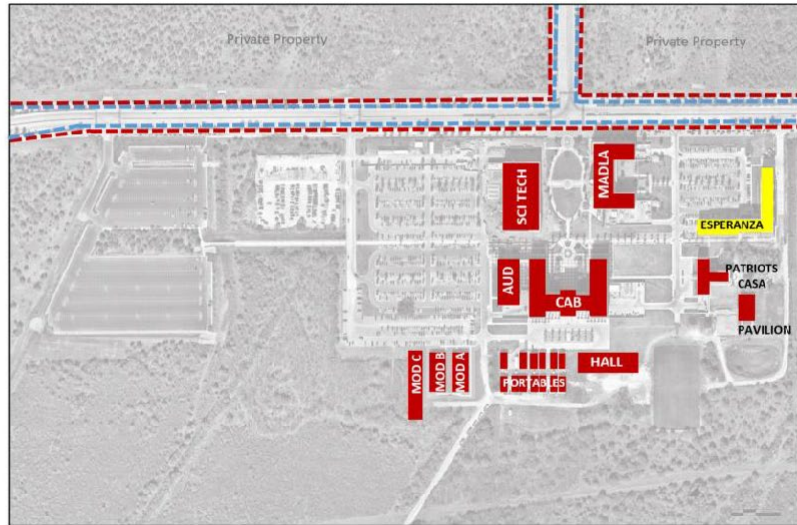 Private Property
Private Property
SCI TECH
MADLA
ESPERANZA
AUD
CAB
PATRIOTS
CASA
PAVILION
MOD C
MOD B
MOD A
PORTABLES
HALL